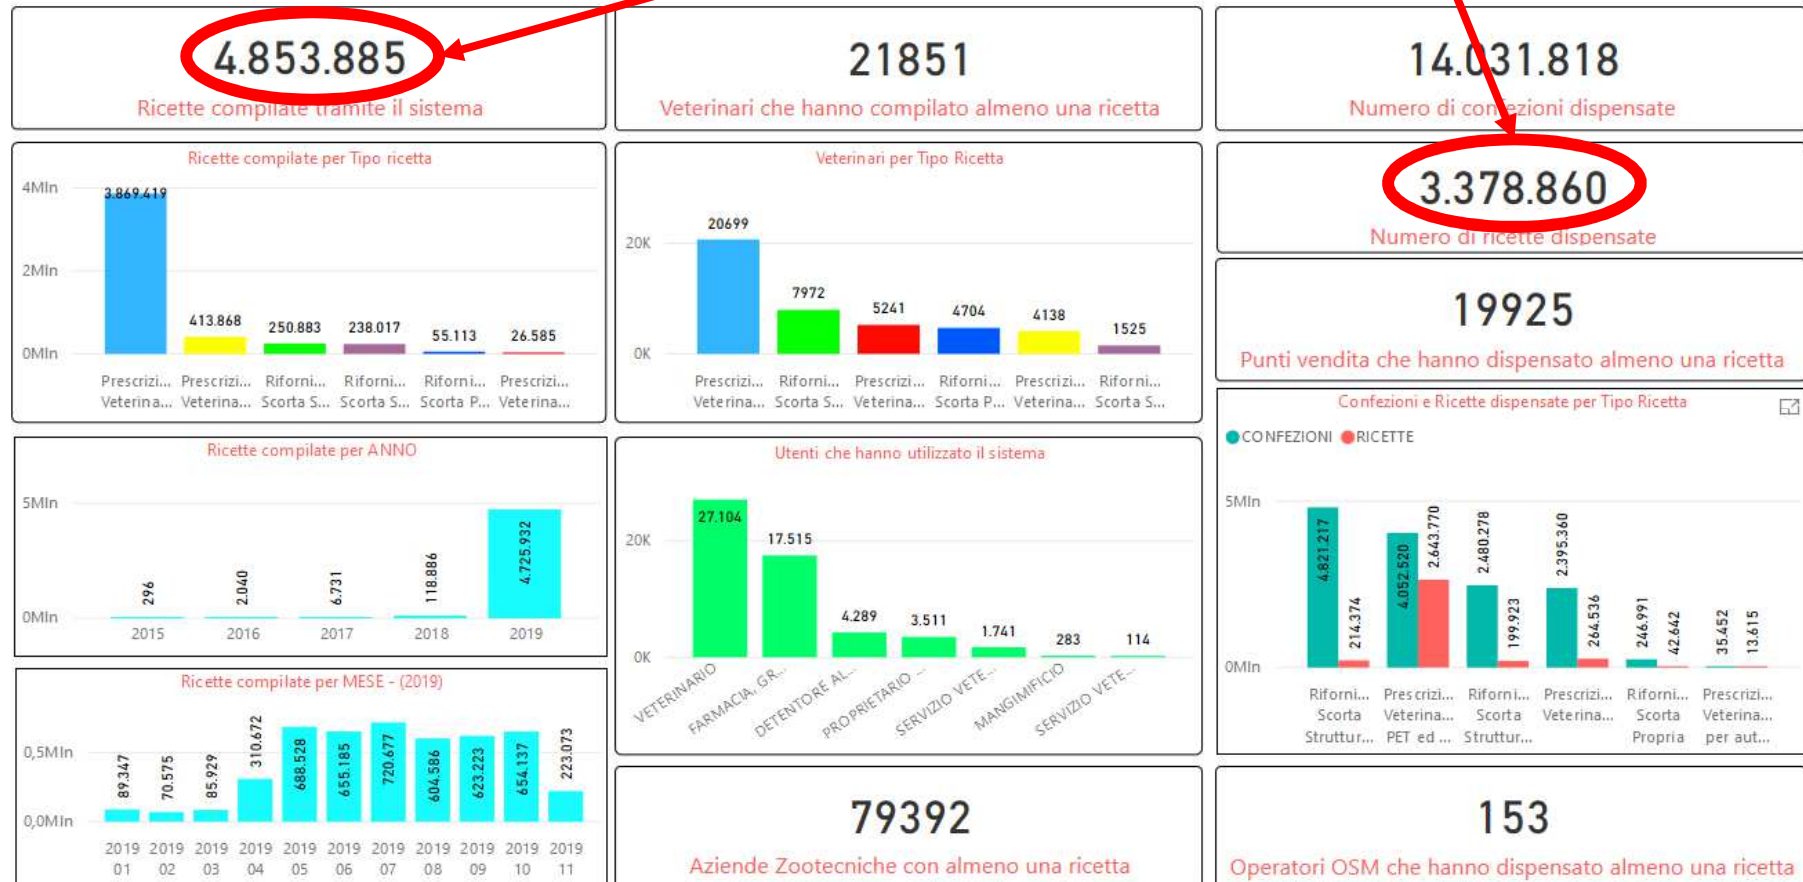 4.853.885
Ricette compilate tramite il sistema
21851
Veterinari che hanno compilato almeno una ricetta
14.031.818
Numero di confezioni dispensate
Ricette compilate per Tipo ricetta
4Mln
2Mln
0Mln
3.869.419
413.868
250.883
238.017
55.113
26.585
Prescrizi... Prescrizi... Riforni... Riforni... Riforni... Prescrizi...
Veterina... Veterina... Scorta S... Scorta S... Scorta P... Veterina...
Veterinari per Tipo Ricetta
20K
0K
20699
7972
5241
4704
4138
1525
Prescrizi... Riforni... Prescrizi... Riforni... Prescrizi... Riforni...
Veterina... Scorta S... Veterina... Scorta P... Veterina... Scorta S...
3.378.860
Numero di ricette dispensate
19925
Punti vendita che hanno dispensato almeno una ricetta
Ricette compilate per ANNO
5Mln
0Mln
296
2.040
6.731
118.886
4.725.932
2015 2016 2017 2018 2019
Utenti che hanno utilizzato il sistema
20K
0K
27.104
17.515
4.289
3.511
1.741
283
114
VETERINARIO
FARMACIA, GR...
DETENTORE AL...
PROPRIETARIO ...
SERVIZIO VETE...
MANGIMIFICIO
SERVIZIO VETE...
Confezioni e Ricette dispensate per Tipo Ricetta
CONFEZIONI RICETTE
5Mln
0Mln
4.821.217
214.374
4.052.520
2.643.770
2.480.278
199.923
2.395.360
264.536
246.991
42.642
35.452
13.615
Riforni... Prescrizi... Riforni... Prescrizi... Riforni... Prescrizi...
Scorta Veterina... Scorta Veterina... Scorta Veterina...
Struttur... PET ed ... Struttur... Propria per aut...
Ricette compilate per MESE - (2019)
0,5Mln
0,0Mln
89.347
70.575
85.929
310.672
688.528
655.185
720.677
604.586
623.223
654.137
223.073
2019 2019 2019 2019 2019 2019 2019 2019 2019 2019 2019
01 02 03 04 05 06 07 08 09 10 11
79392
Aziende Zootecniche con almeno una ricetta
153
Operatori OSM che hanno dispensato almeno una ricetta